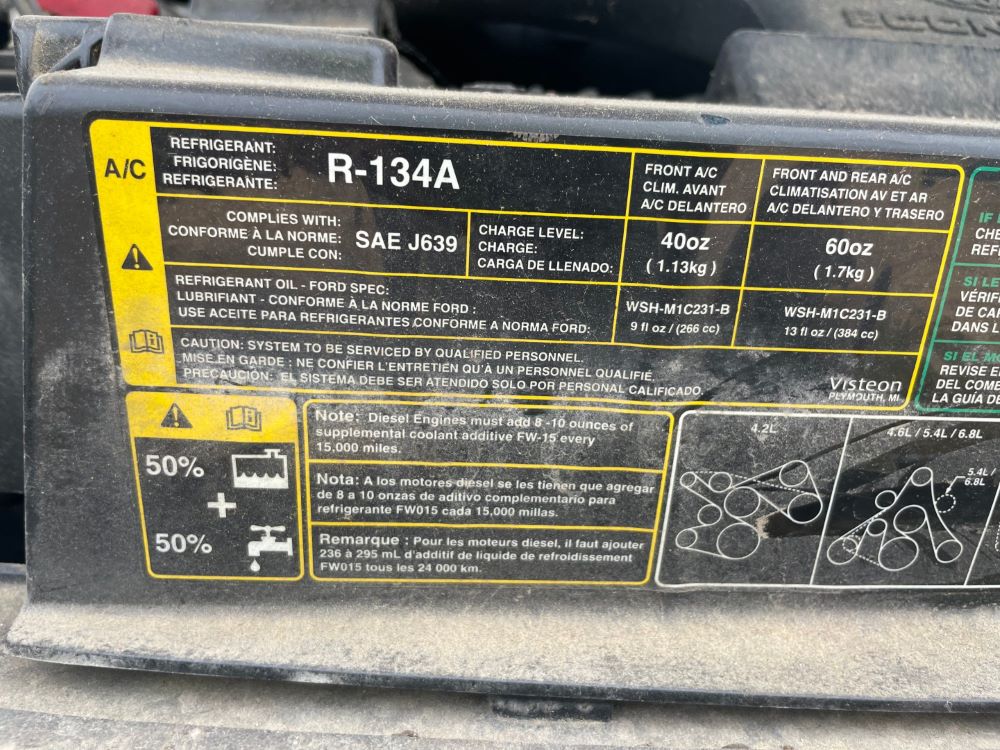 A/C
REFRIGERANT:
FRIGORIGÈNE:
REFRIGERANTE:
R-134A
FRONT A/C
CLIM. AVANT
A/C DELANTERO
FRONT AND REAR A/C
CLIMATISATION AV ET AR
A/C DELANTERO Y TRASERO
COMPLIES WITH:
CONFORME À LA NORME:
CUMPLE CON:
SAE J639
CHARGE LEVEL:
CHARGE:
CARGA DE LLENADO:
40oz
(1.13kg)
60oz
(1.7kg)
REFRIGERANT OIL - FORD SPEC:
LUBRIFIANT - CONFORME À LA NORME FORD :
USE ACEITE PARA REFRIGERANTES CONFORME A NORMA FORD:
WSH-M1C231-B
9 fl oz / (266 cc)
WSH-M1C231-B
13 fl oz / (384 cc)
CAUTION: SYSTEM TO BE SERVICED BY QUALIFIED PERSONNEL.
MISE EN GARDE : NE CONFIER L'ENTRETIEN QU'À UN PERSONNEL QUALIFIÉ.
PRECAUCIÓN: EL SISTEMA DEBE SER ATENDIDO SOLO POR PERSONAL CALIFICADO.
Visteon
PLYMOUTH, MI.
50%
+
50%
Note: Diesel Engines must add 8 -10 ounces of
supplemental coolant additive FW-15 every
15,000 miles.
Nota: A los motores diesel se les tienen que agregar
de 8 a 10 onzas de aditivo complementario para
refrigerante FW015 cada 15,000 millas.
Remarque : Pour les moteurs diesel, il faut ajouter
236 à 295 mL d'additif de liquide de refroidissement
FW015 tous les 24 000 km.
4.2L
4.6L / 5.4L / 6.8L
5.4L /
6.8L
IF
CHE
REF
SI LE
VÉRIF
DE CAR
DANS L
SI EL MO
REVISE E
DEL COME
LA GUÍA DE